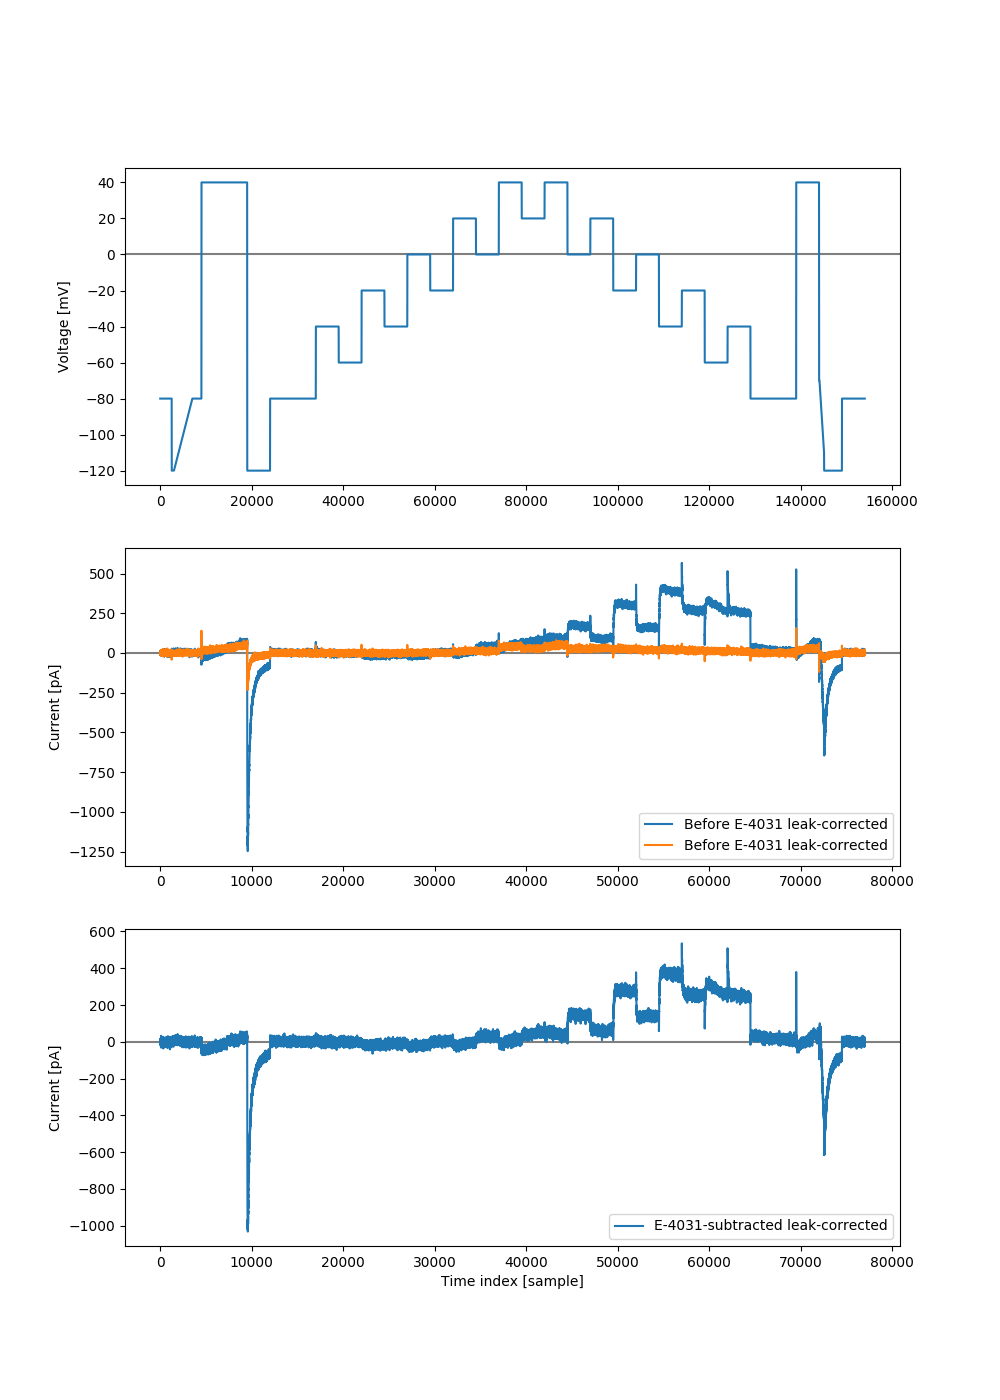 Voltage [mV]
40
20
0
−20
−40
−60
−80
−100
−120
0 20000 40000 60000 80000 100000 120000 140000 160000
Current [pA]
500
250
0
−250
−500
−750
−1000
−1250
Before E-4031 leak-corrected
Before E-4031 leak-corrected
0 10000 20000 30000 40000 50000 60000 70000 80000
Current [pA]
600
400
200
0
−200
−400
−600
−800
−1000
E-4031-subtracted leak-corrected
0 10000 20000 30000 40000 50000 60000 70000 80000
Time index [sample]